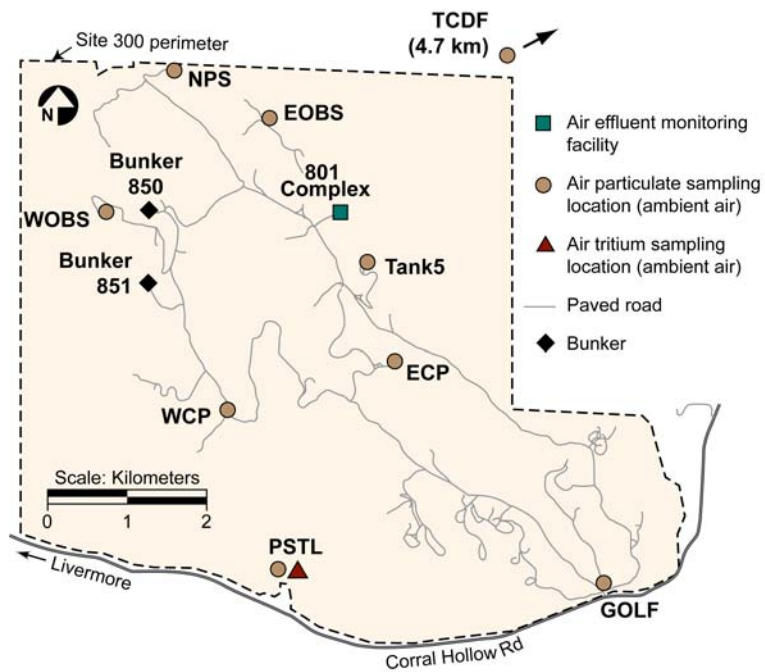 TCDF
(4.7 km)
Site 300 perimeter
NPS
N
EOBS
Air effluent monitoring
facility
Bunker
850
801
Complex
Air particulate sampling
location (ambient air)
WOBS
Air tritium sampling
location (ambient air)
Bunker
851
Tank5
Paved road
Bunker
ECP
WCP
Scale: Kilometers
0 1 2
PSTL
Livermore
GOLF
Corral Hollow Rd